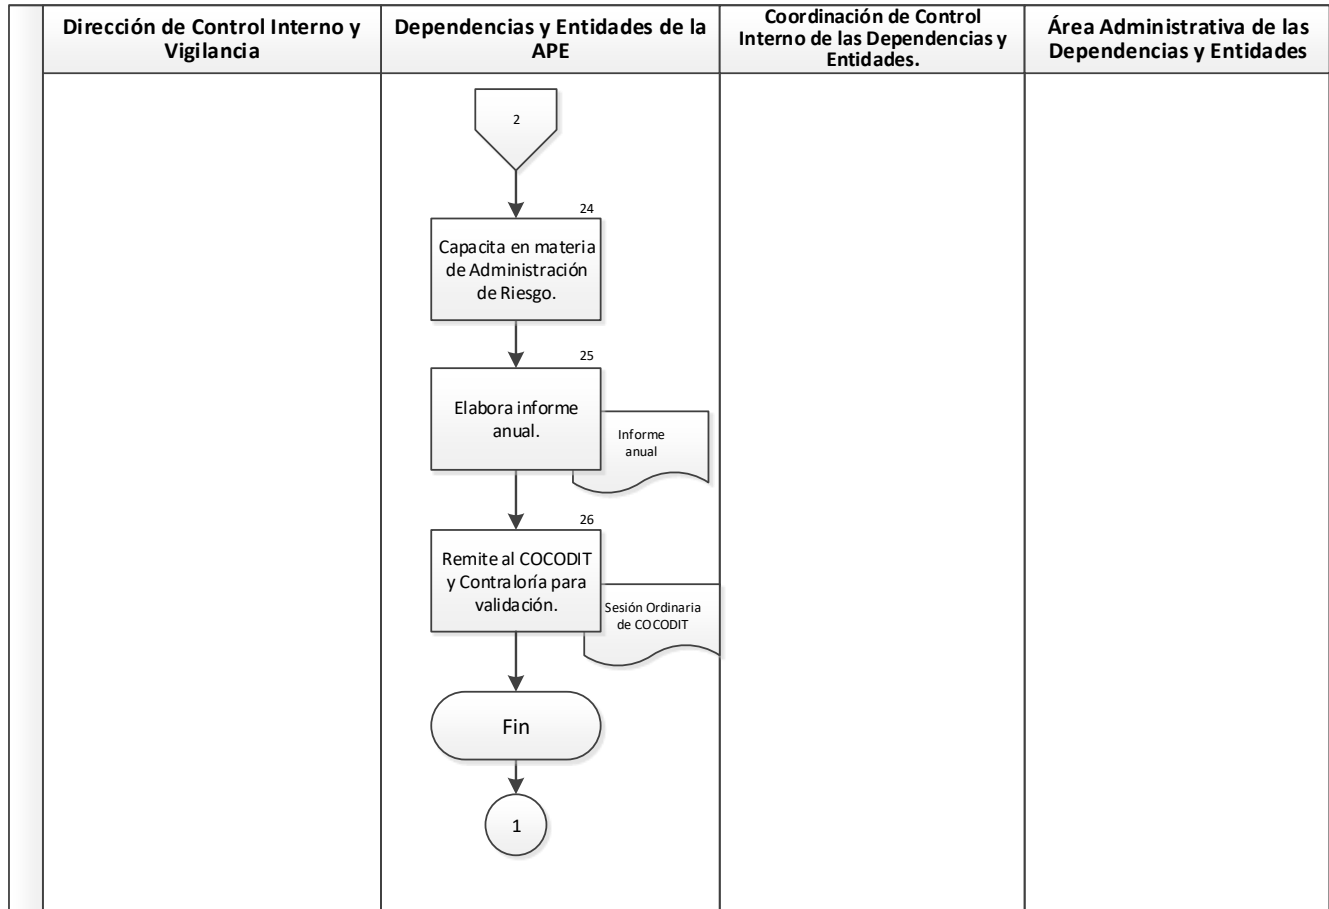 Dirección de Control Interno y
Vigilancia
Dependencias y Entidades de la
APE
Coordinación de Control
Interno de las Dependencias y
Entidades.
Área Administrativa de las
Dependencias y Entidades
2
24
Capacita en materia
de Administración
de Riesgo.
25
Elabora informe
anual.
Informe
anual
26
Remite al COCODIT
y Contraloría para
validación.
Sesión Ordinaria
de COCODIT
Fin
1